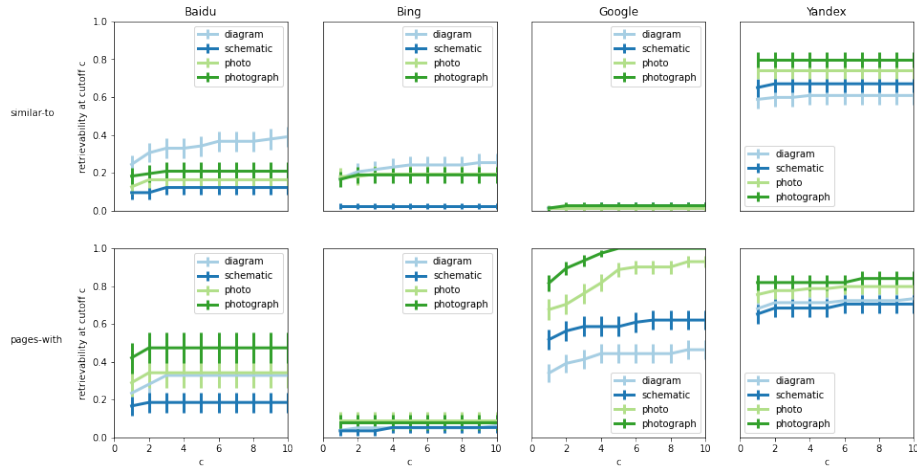 Baidu
Bing
Google
Yandex
similar-to
retrievability at cutoff c
1.0
0.8
0.6
0.4
0.2
0.0
diagram
schematic
photo
photograph
diagram
schematic
photo
photograph
diagram
schematic
photo
photograph
diagram
schematic
photo
photograph
pages-with
retrievability at cutoff c
1.0
0.8
0.6
0.4
0.2
0.0
diagram
schematic
photo
photograph
diagram
schematic
photo
photograph
diagram
schematic
photo
photograph
diagram
schematic
photo
photograph
0 2 4 6 8 10
0 2 4 6 8 10
0 2 4 6 8 10
0 2 4 6 8 10
c
c
c
c